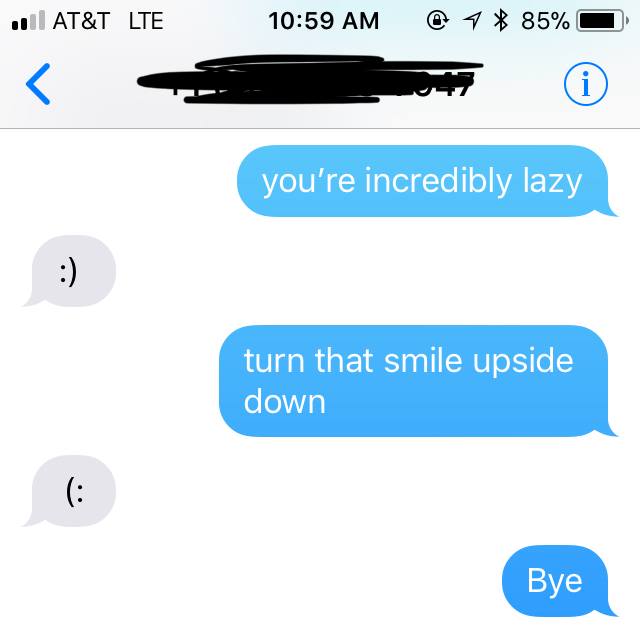 AT&T LTE 10:59 AM 85%
you're incredibly lazy
:)
turn that smile upside
down
(:
Bye